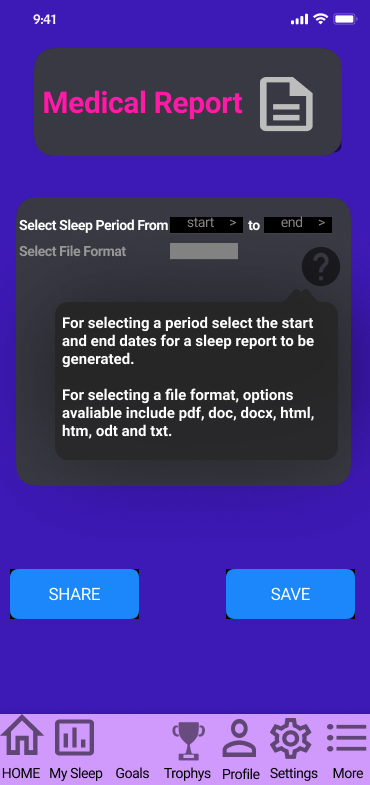 9:41
Medical Report
Select Sleep Period From start > to end >
Select File Format
?
For selecting a period select the start
and end dates for a sleep report to be
generated.
For selecting a file format, options
avaliable include pdf, doc, docx, html,
htm, odt and txt.
SHARE SAVE
HOME My Sleep Goals Trophys Profile Settings More